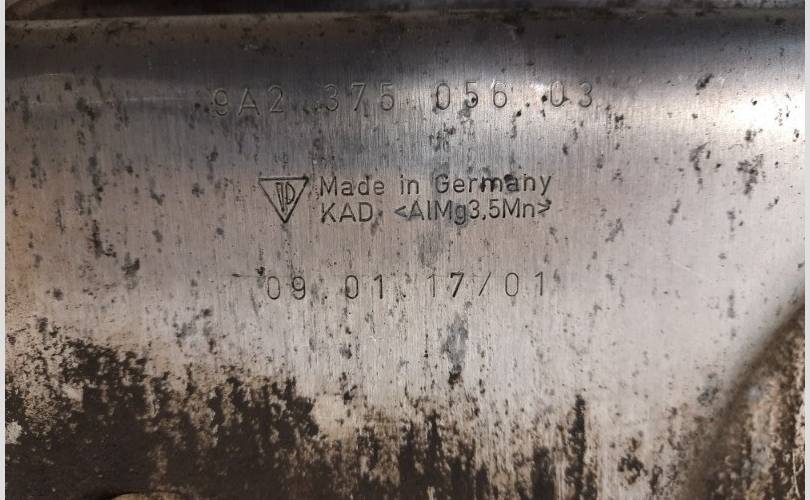 9A2.375.056.03
Made in Germany
KAD <AlMg3,5Mn>
09.01.17/01